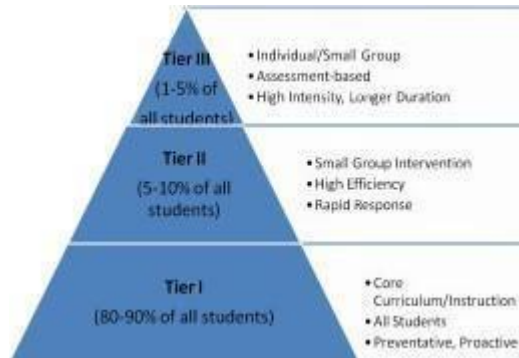 Tier III
(1-5% of
all students)
• Individual/Small Group
• Assessment-based
• High Intensity, Longer Duration
Tier II
(5-10% of all
students)
• Small Group Intervention
• High Efficiency
• Rapid Response
Tier I
(80-90% of all students)
• Core
Curriculum/Instruction
• All Students
• Preventative, Proactive